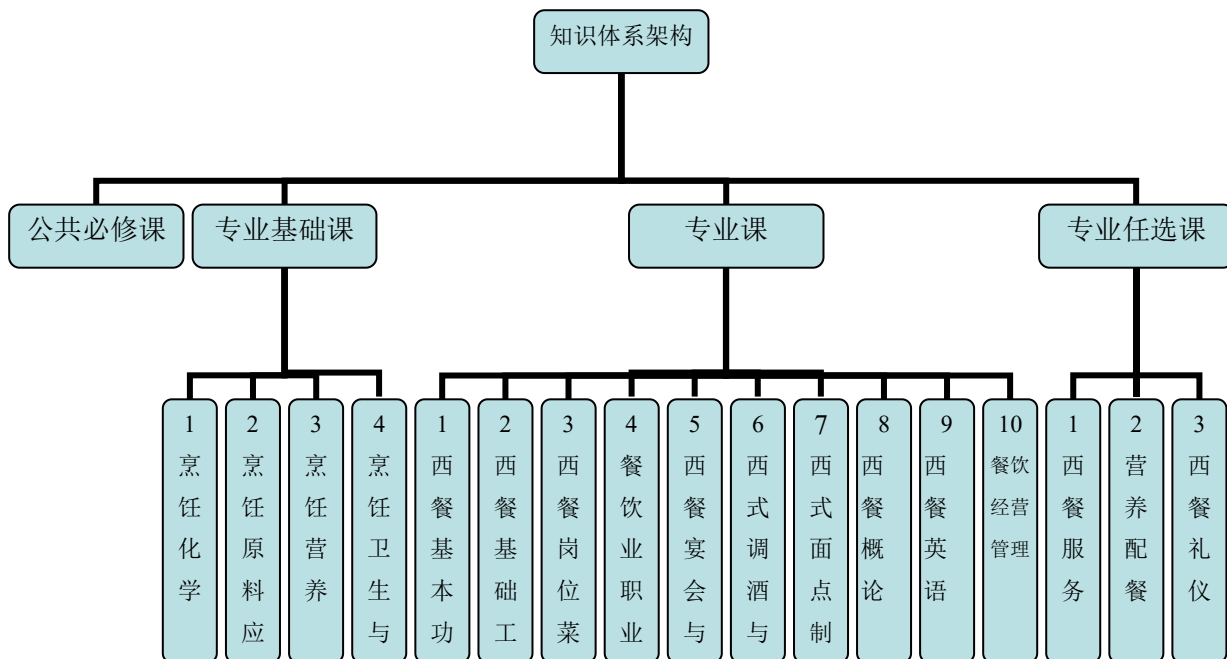 知识体系架构
公共必修课
专业基础课
专业课
专业任选课
1
烹饪化学
2
烹饪原料应
3
烹饪营养
4
烹饪卫生与
1
西餐基本功
2
西餐基础工
3
西餐岗位菜
4
餐饮业职业
5
西餐宴会与
6
西式调酒与
7
西式面点制
8
西餐概论
9
西餐英语
10
餐饮
经营
管理
1
西餐服务
2
营养配餐
3
西餐礼仪